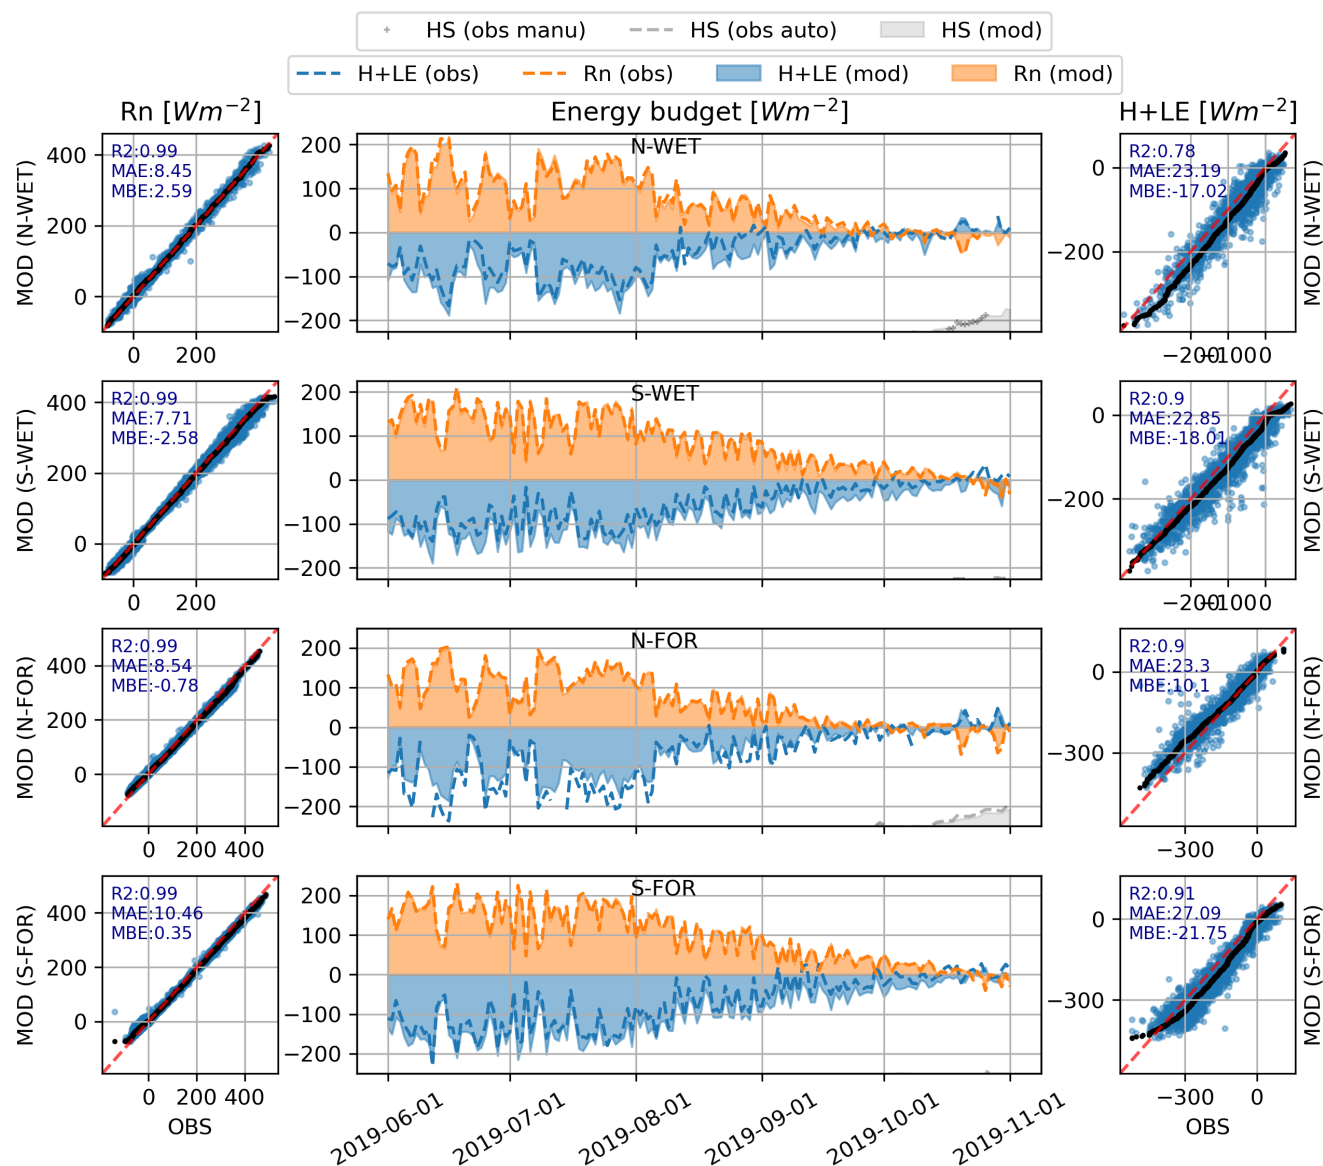 HS (obs manu) HS (obs auto) HS (mod)
H+LE (obs) Rn (obs) H+LE (mod) Rn (mod)
Rn [Wm⁻²] Energy budget [Wm⁻²] H+LE [Wm⁻²]
MOD (N-WET)
400
200
0
R2:0.99
MAE:8.45
MBE:2.59
0 200
200
100
0
−100
−200
N-WET
0
−200
R2:0.78
MAE:23.19
MBE:-17.02
−200 −100 0
MOD (N-WET)
MOD (S-WET)
400
200
0
R2:0.99
MAE:7.71
MBE:-2.58
0 200
200
100
0
−100
−200
S-WET
0
−200
R2:0.9
MAE:22.85
MBE:-18.01
−200 −100 0
MOD (S-WET)
MOD (N-FOR)
400
200
0
R2:0.99
MAE:8.54
MBE:-0.78
0 200 400
200
100
0
−100
−200
N-FOR
0
−300
R2:0.9
MAE:23.3
MBE:10.1
−300 0
MOD (N-FOR)
MOD (S-FOR)
400
200
0
R2:0.99
MAE:10.46
MBE:0.35
0 200 400
OBS
200
100
0
−100
−200
S-FOR
2019-06-01 2019-07-01 2019-08-01 2019-09-01 2019-10-01 2019-11-01
0
−300
R2:0.91
MAE:27.09
MBE:-21.75
−300 0
OBS
MOD (S-FOR)